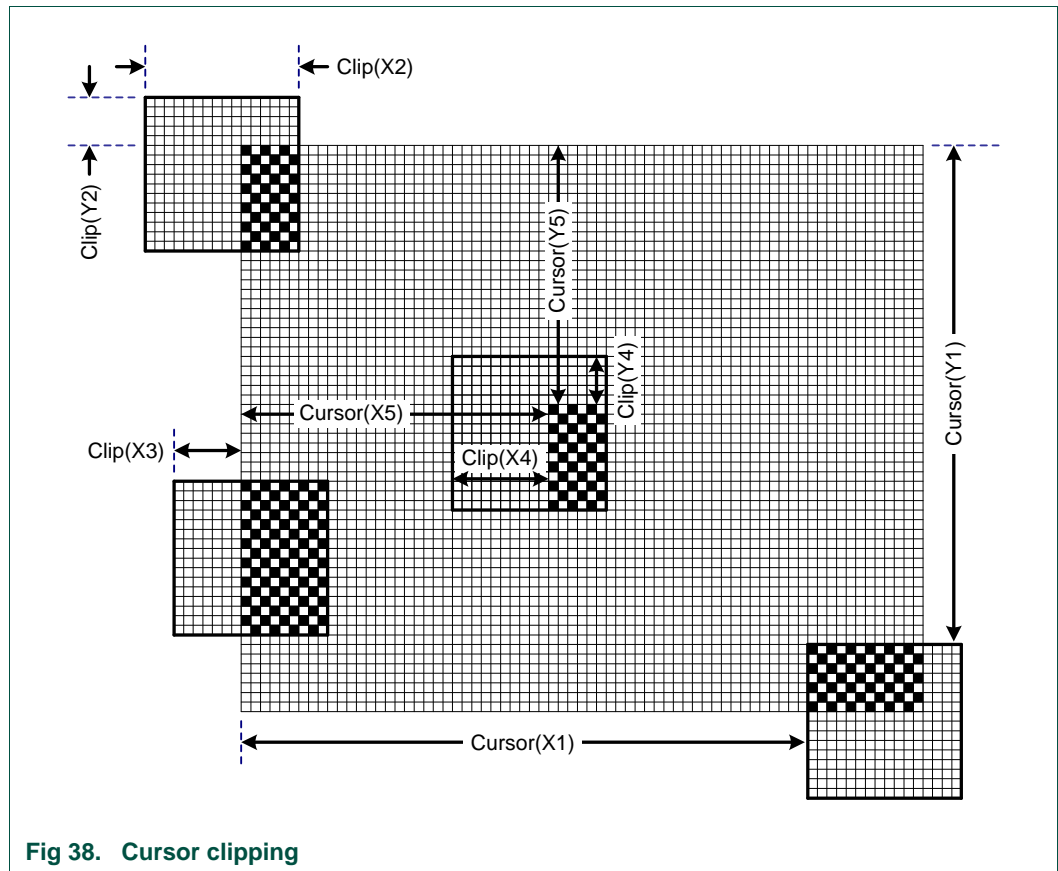 Clip(X2)
Clip(Y2)
Cursor(Y5)
Clip(Y4)
Cursor(Y1)
Cursor(X5)
Clip(X3)
Clip(X4)
Cursor(X1)
Fig 38. Cursor clipping